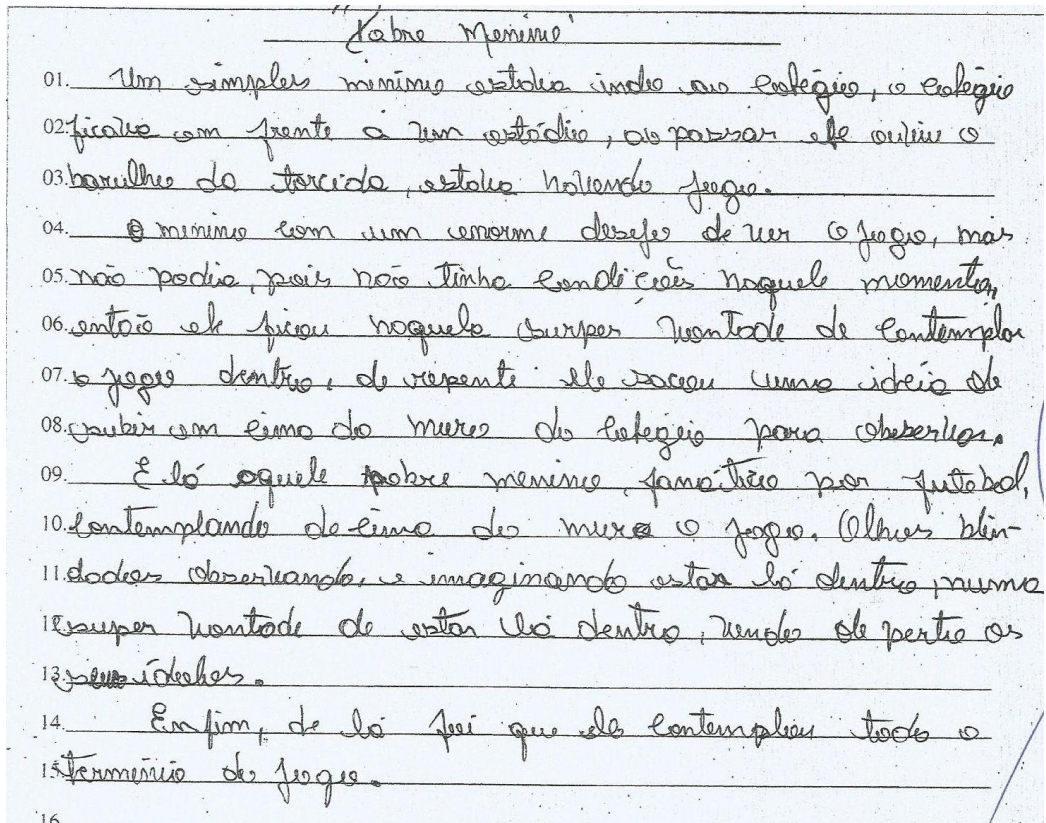 "Pobre Menino"
01. Um simples minino estava indo ao colégio, o colégio
02. ficava em frente a um estádio, ao passar ele ouviu o
03. barulho da torcida, estava havendo jogo.
04. O menino com um enorme desejo de ver o jogo, mas
05. não podia, pois não tinha condições naquele momento,
06. então ele ficou naquela surper vontade de contemplar
07. o jogo dentro, de repente ele sacou uma idéia de
08. subir em cima do muro do colégio para obeservar.
09. E lá aquele pobre menino, fanático por futebol,
10. contemplando de cima do muro o jogo. Olhos blin-
11. dados observando, e imaginando estar lá dentro, numa
12. super vontade de estar lá dentro, vendo de perto os
13. seus ídolos.
14. Enfim, de lá foi que ele contemplou todo o
15. terminio do jogo.
16